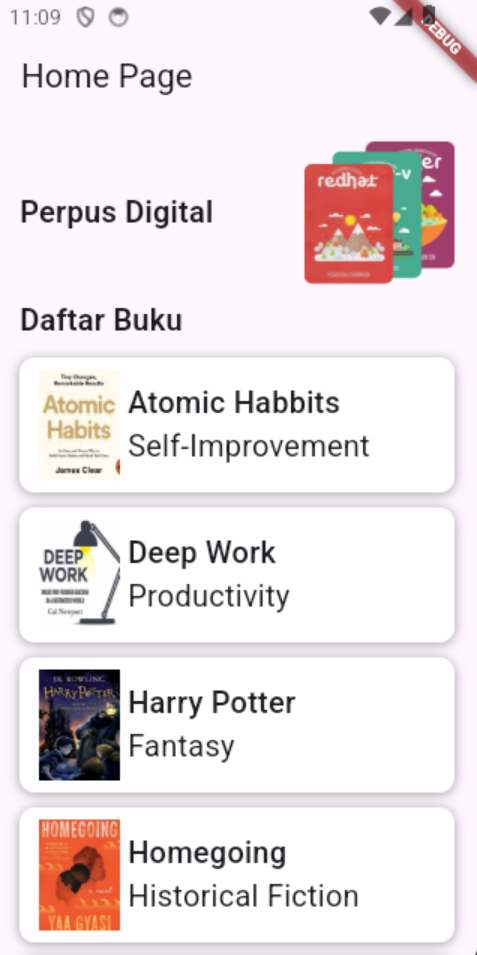 11:09
DEBUG
Home Page
Perpus Digital
redhat
-v
er
Daftar Buku
Tiny Changes,
Remarkable Results
Atomic
Habits
James Clear
Atomic Habbits
Self-Improvement
DEEP
WORK
Cal Newport
Deep Work
Productivity
J.K. ROWLING
HARRY POTTER
Harry Potter
Fantasy
HOMEGOING
a novel
YAA GYASI
Homegoing
Historical Fiction